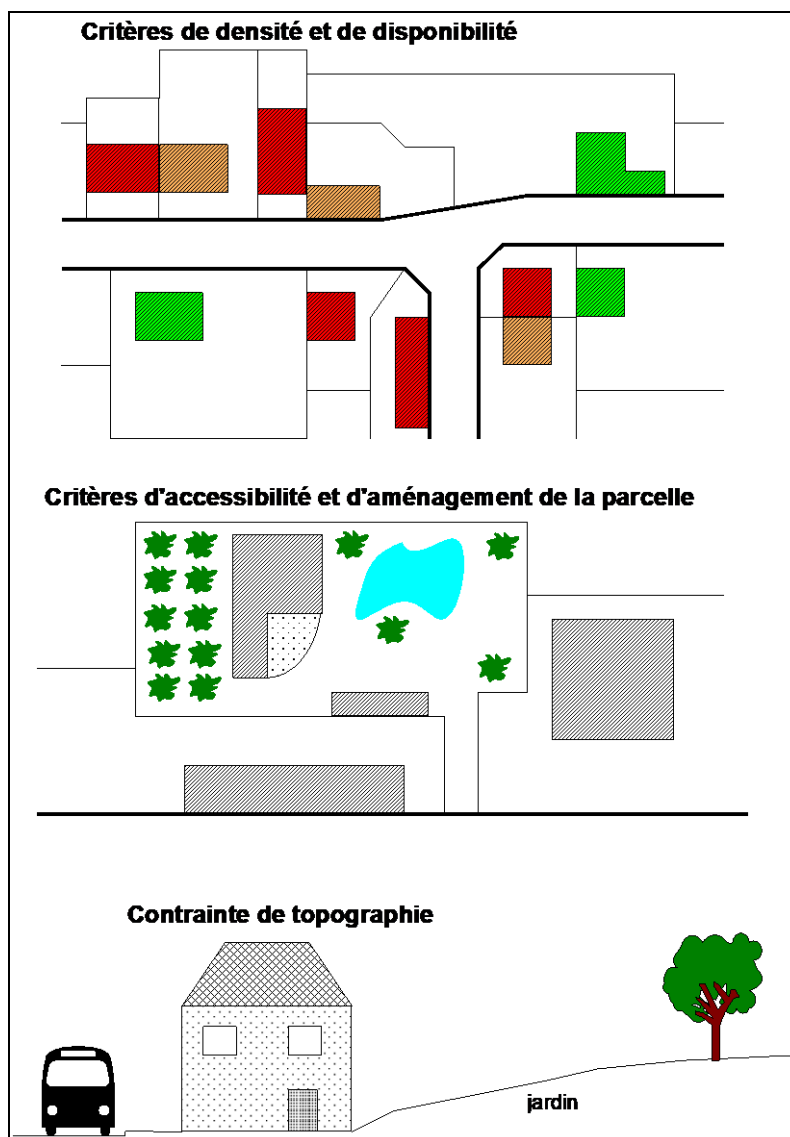 Critères de densité et de disponibilité
Critères d'accessibilité et d'aménagement de la parcelle
Contrainte de topographie
jardin